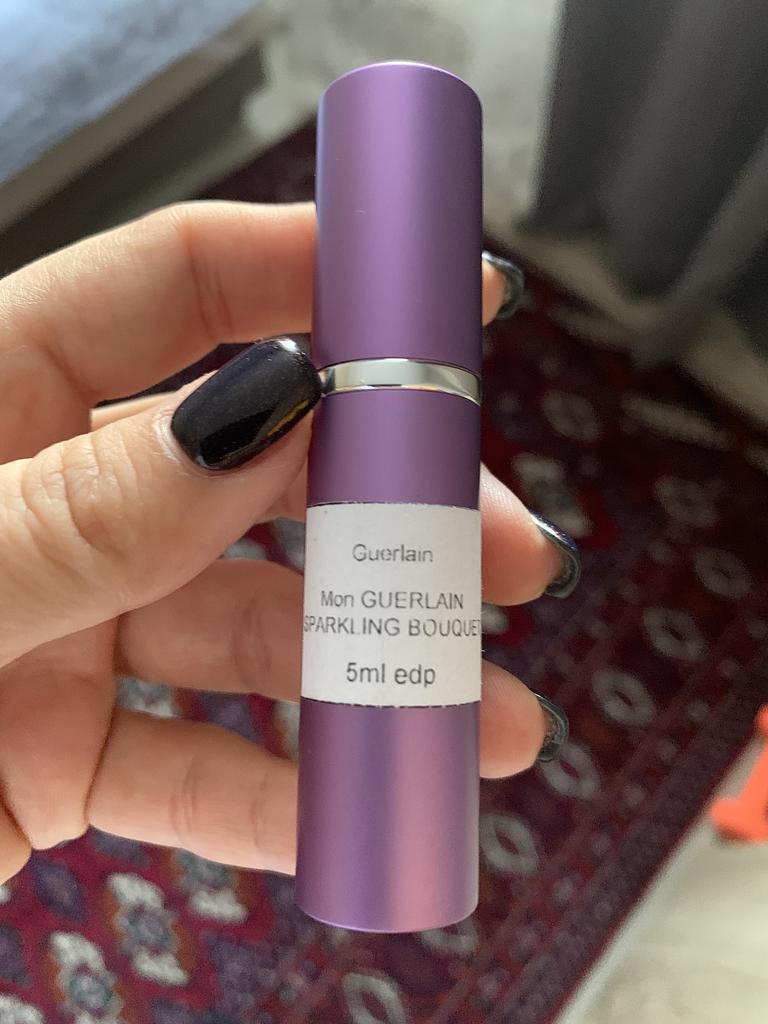 Guerlain
Mon GUERLAIN
SPARKLING BOUQUET
5ml edp